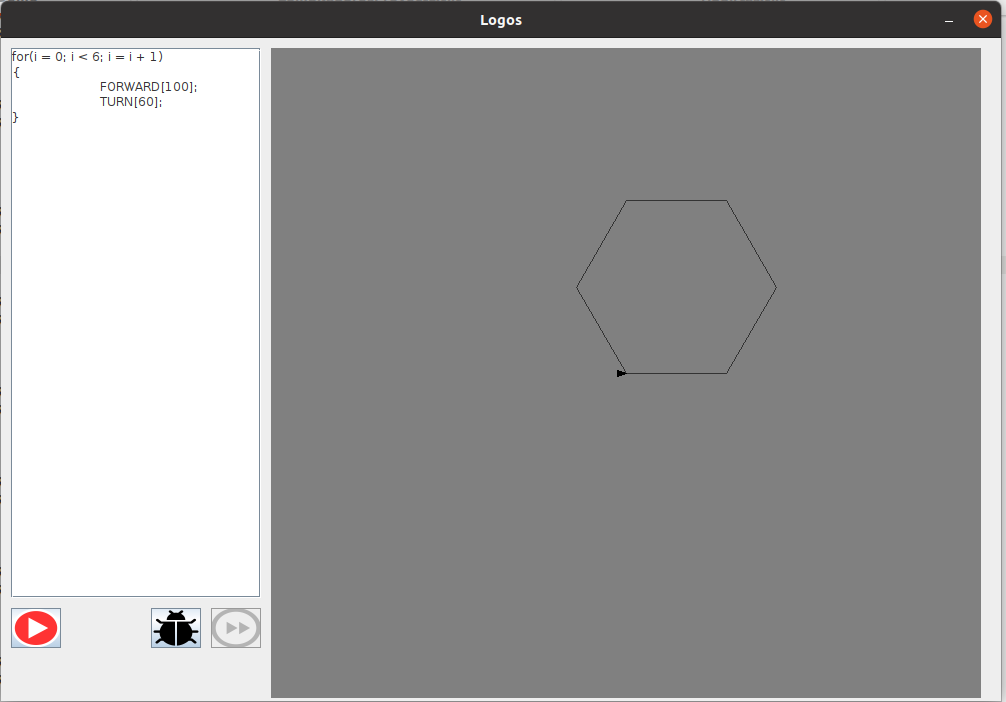 Logos
for(i = 0; i < 6; i = i + 1)
{
FORWARD[100];
TURN[60];
}